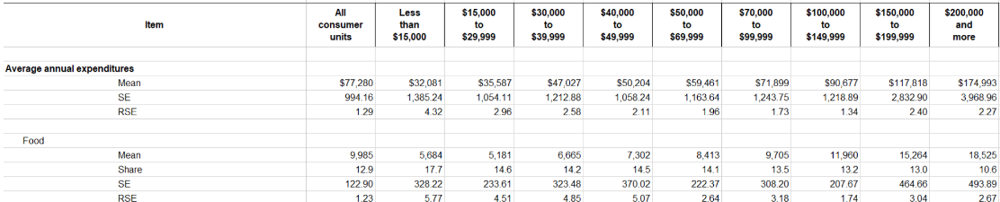 Item All consumer units Less than $15,000 $15,000 to $29,999 $30,000 to $39,999 $40,000 to $49,999 $50,000 to $69,999 $70,000 to $99,999 $100,000 to $149,999 $150,000 to $199,999 $200,000 and more
Average annual expenditures
Mean $77,280 $32,081 $35,587 $47,027 $50,204 $59,461 $71,899 $90,677 $117,818 $174,993
SE 994.16 1,385.24 1,054.11 1,212.88 1,058.24 1,163.64 1,243.75 1,218.89 2,832.90 3,968.96
RSE 1.29 4.32 2.96 2.58 2.11 1.96 1.73 1.34 2.40 2.27
Food
Mean 9,985 5,684 5,181 6,665 7,302 8,413 9,705 11,960 15,264 18,525
Share 12.9 17.7 14.6 14.2 14.5 14.1 13.5 13.2 13.0 10.6
SE 122.90 328.22 233.61 323.48 370.02 222.37 308.20 207.67 464.66 493.89
RSE 1.23 5.77 4.51 4.85 5.07 2.64 3.18 1.74 3.04 2.67